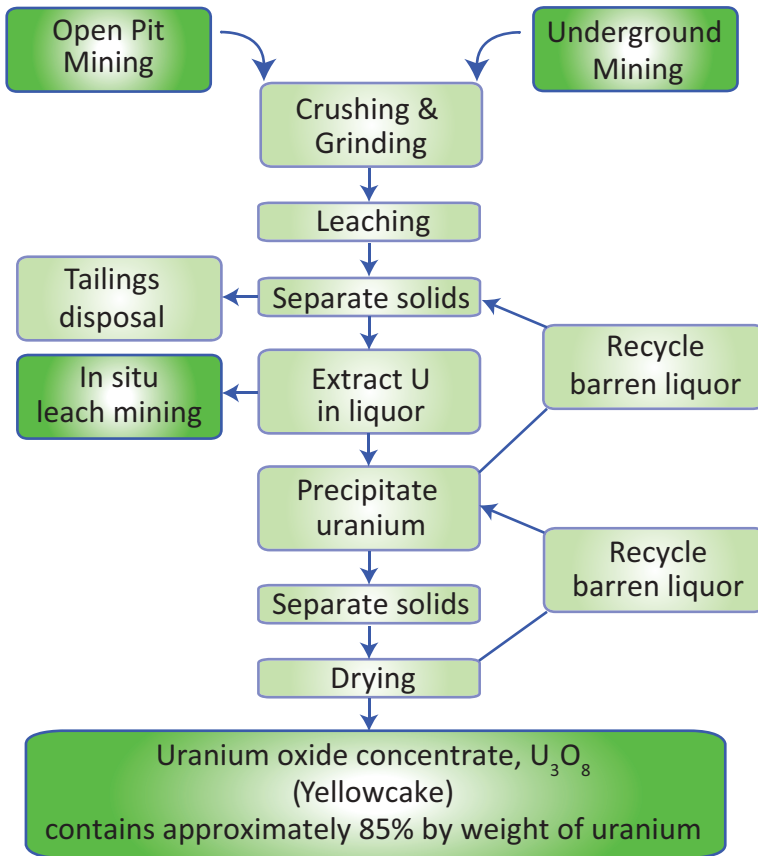 Open Pit
Mining
Underground
Mining
Crushing &
Grinding
Leaching
Separate solids
Tailings
disposal
Recycle
barren liquor
In situ
leach mining
Extract U
in liquor
Precipitate
uranium
Recycle
barren liquor
Separate solids
Drying
Uranium oxide concentrate, U₃O₈
(Yellowcake)
contains approximately 85% by weight of uranium